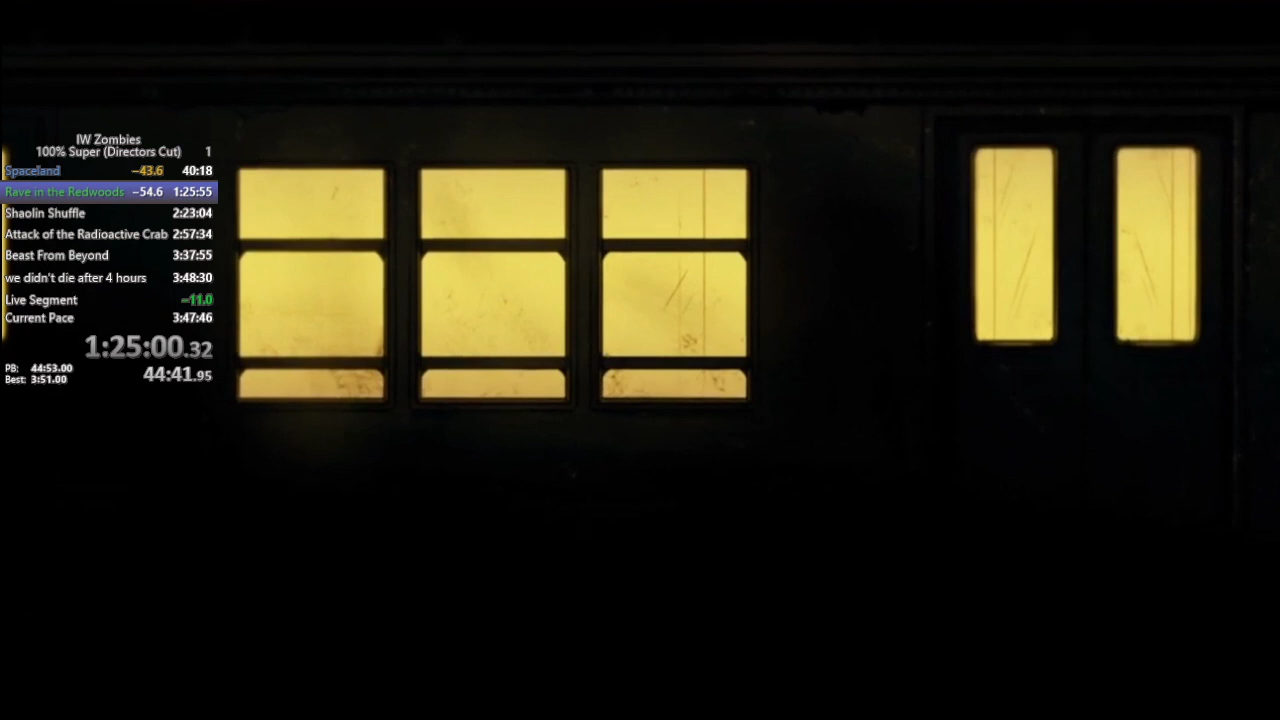 IW Zombies
100% Super (Directors Cut) 1
Spaceland −43.6 40:18
Rave in the Redwoods −54.6 1:25:55
Shaolin Shuffle 2:23:04
Attack of the Radioactive Crab 2:57:34
Beast From Beyond 3:37:55
we didn't die after 4 hours 3:48:30
Live Segment −11.0
Current Pace 3:47:46
1:25:00.32
PB: 44:53.00
Best: 3:51.00
44:41.95